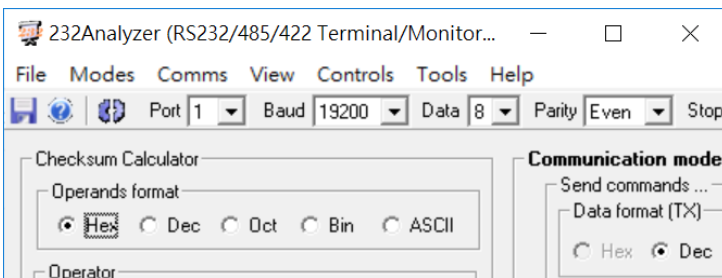 232Analyzer (RS232/485/422 Terminal/Monitor...
File Modes Comms View Controls Tools Help
Port 1 Baud 19200 Data 8 Parity Even Stop
Checksum Calculator
Communication mode
Operands format
Send commands ...
Data format (TX)
Hex Dec Oct Bin ASCII
Hex Dec
Operator